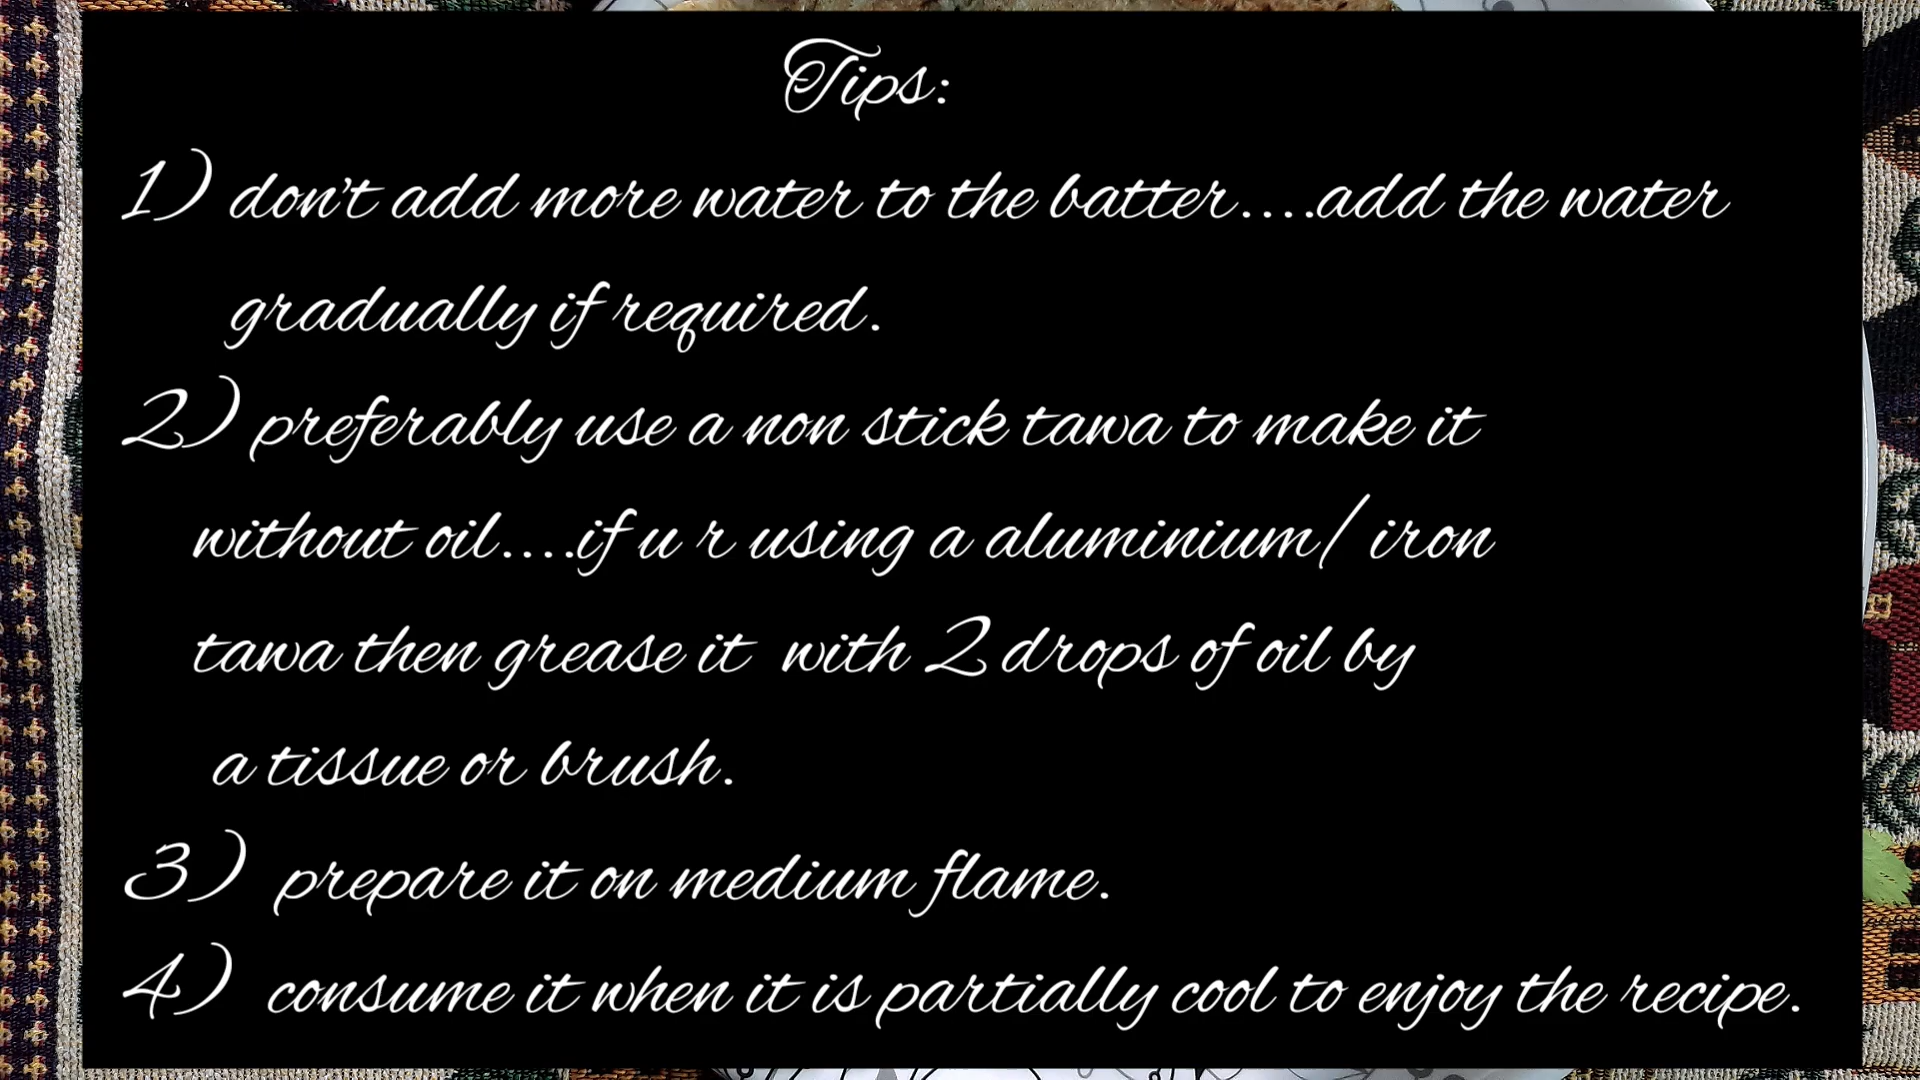 Tips:
1) don't add more water to the batter....add the water
gradually if required.
2) preferably use a non stick tawa to make it
without oil....if u r using a aluminium/ iron
tawa then grease it with 2 drops of oil by
a tissue or brush.
3) prepare it on medium flame.
4) consume it when it is partially cool to enjoy the recipe.